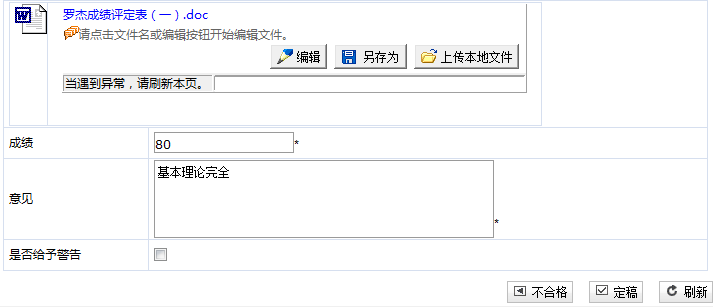 罗杰成绩评定表（一）.doc
请点击文件名或编辑按钮开始编辑文件。
编辑 另存为 上传本地文件
当遇到异常，请刷新本页。
成绩 80 *
意见 基本理论完全 *
是否给予警告
不合格 定稿 刷新